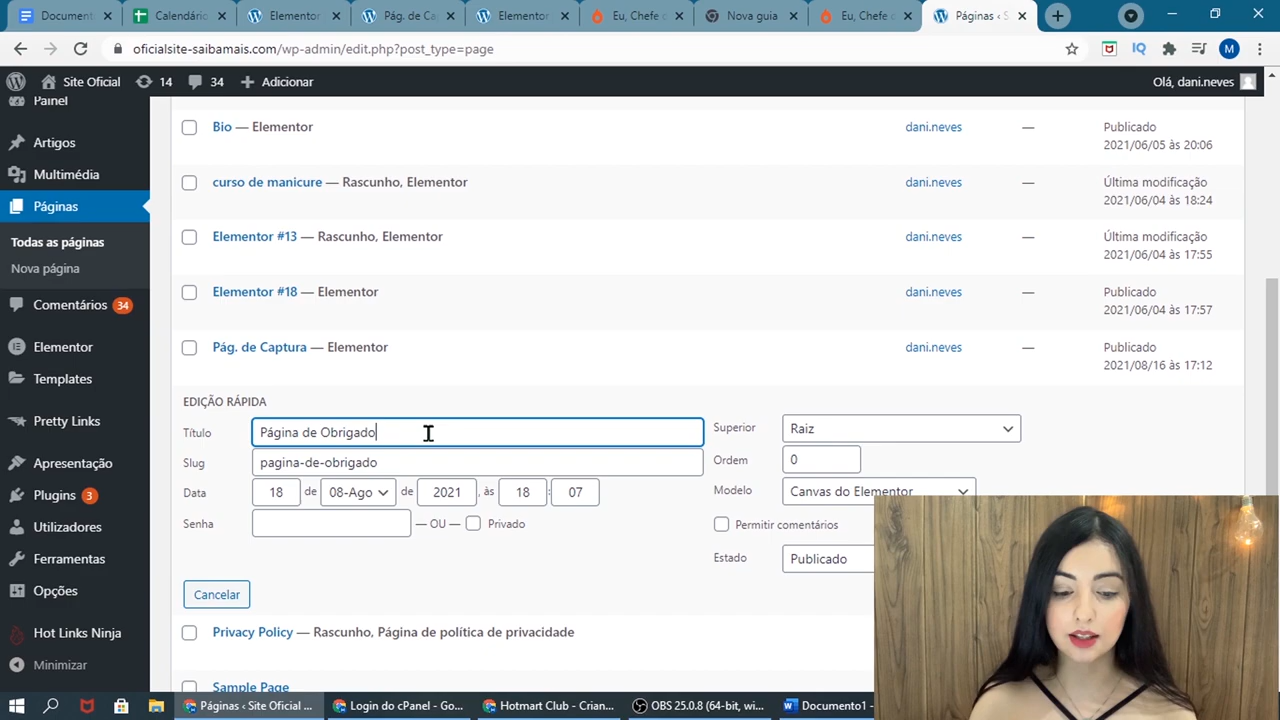 Document
Calendário
Elementor
Pág. de Ca
Elementor
Eu, Chefe c
Nova guia
Eu, Chefe c
Páginas ‹ S
oficialsite-saibamais.com/wp-admin/edit.php?post_type=page
IQ
M
Site Oficial
14
34
Adicionar
Olá, dani.neves
Painel
Artigos
Multimédia
Páginas
Todas as páginas
Nova página
Comentários 34
Elementor
Templates
Pretty Links
Apresentação
Plugins 3
Utilizadores
Ferramentas
Opções
Hot Links Ninja
Minimizar
Bio — Elementor
dani.neves
—
Publicado
2021/06/05 às 20:06
curso de manicure — Rascunho, Elementor
dani.neves
—
Última modificação
2021/06/04 às 18:24
Elementor #13 — Rascunho, Elementor
dani.neves
—
Última modificação
2021/06/04 às 17:55
Elementor #18 — Elementor
dani.neves
—
Publicado
2021/06/04 às 17:57
Pág. de Captura — Elementor
dani.neves
—
Publicado
2021/08/16 às 17:12
EDIÇÃO RÁPIDA
Título
Página de Obrigado
Slug
pagina-de-obrigado
Data
18 de 08-Ago de 2021 , às 18 : 07
Senha
— OU — Privado
Superior
Raiz
Ordem
0
Modelo
Canvas do Elementor
Permitir comentários
Estado
Publicado
Cancelar
Privacy Policy — Rascunho, Página de política de privacidade
Sample Page
Páginas ‹ Site Oficial ...
Login do cPanel - Go...
Hotmart Club - Crian...
OBS 25.0.8 (64-bit, wi...
Documento1 -